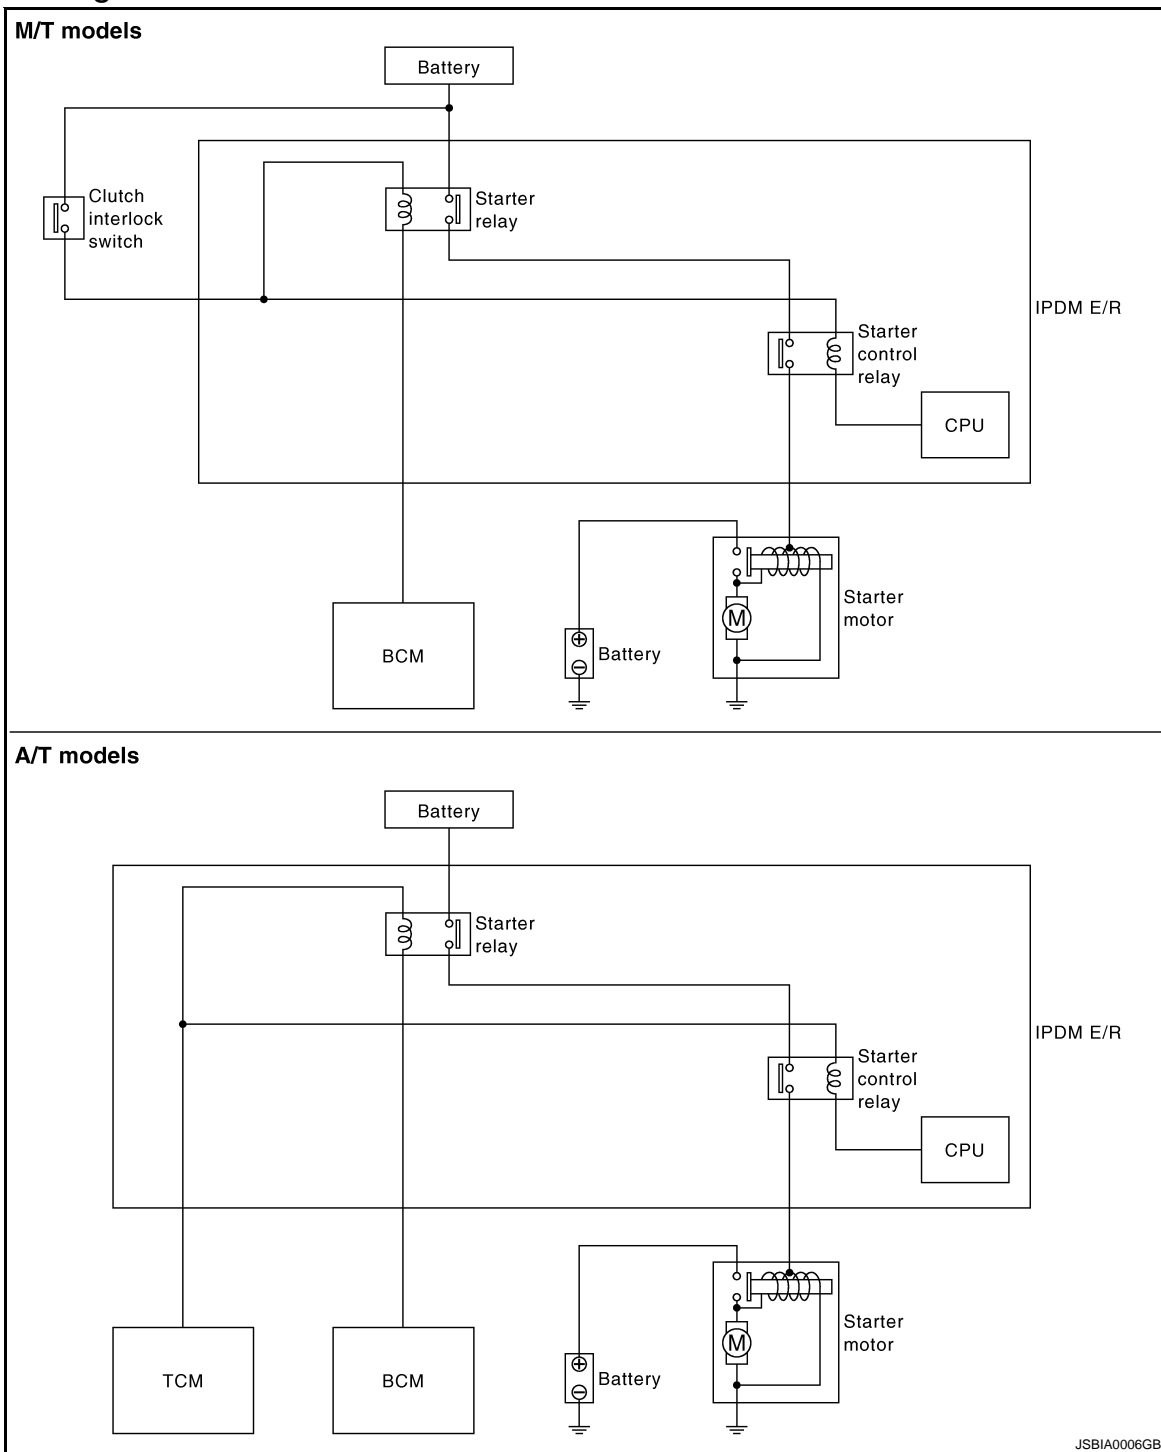 M/T models
Battery
Clutch
interlock
switch
Starter
relay
IPDM E/R
Starter
control
relay
CPU
BCM
Battery
M
Starter
motor
A/T models
Battery
Starter
relay
IPDM E/R
Starter
control
relay
CPU
TCM
BCM
Battery
M
Starter
motor
JSBIA0006GB